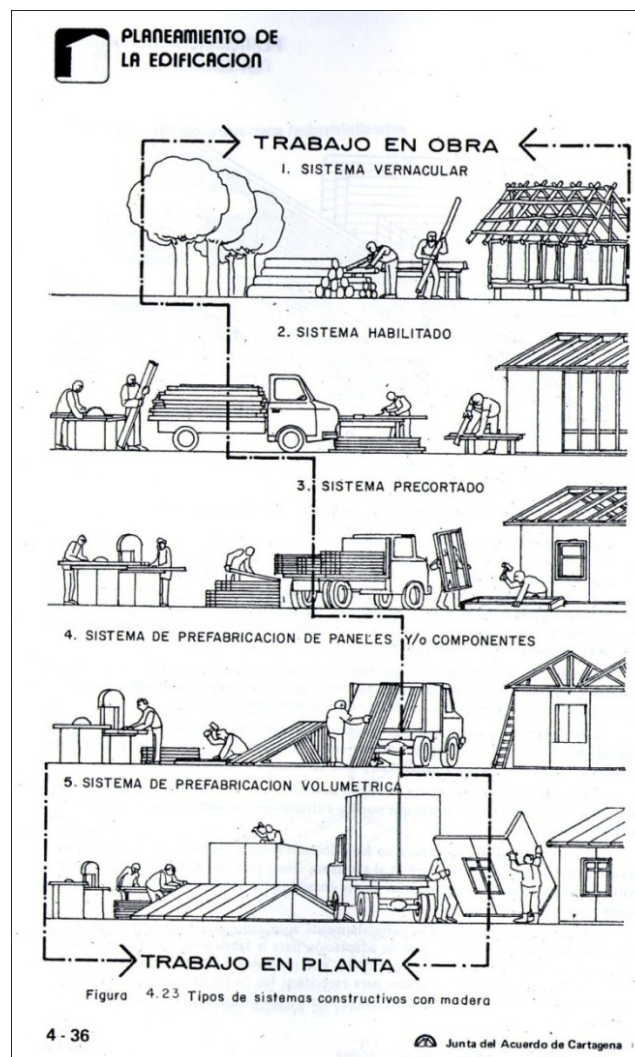 PLANEAMIENTO DE
LA EDIFICACION
TRABAJO EN OBRA
1. SISTEMA VERNACULAR
2. SISTEMA HABILITADO
3. SISTEMA PRECORTADO
4. SISTEMA DE PREFABRICACION DE PANELES Y/o COMPONENTES
5. SISTEMA DE PREFABRICACION VOLUMETRICA
TRABAJO EN PLANTA
Figura 4.23 Tipos de sistemas constructivos con madera
4 - 36
Junta del Acuerdo de Cartagena